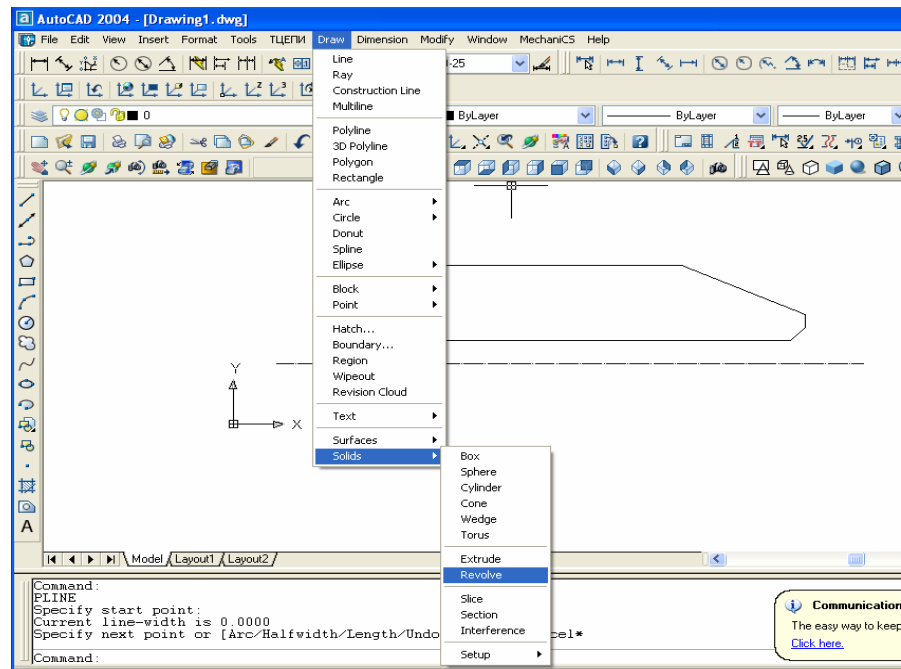 AutoCAD 2004 - [Drawing1.dwg]
File Edit View Insert Format Tools ТЦЕПИ Draw Dimension Modify Window MechaniCS Help
-25
0
ByLayer
ByLayer
ByLayer
Line
Ray
Construction Line
Multiline
Polyline
3D Polyline
Polygon
Rectangle
Arc
Circle
Donut
Spline
Ellipse
Block
Point
Hatch...
Boundary...
Region
Wipeout
Revision Cloud
Text
Surfaces
Solids
Box
Sphere
Cylinder
Cone
Wedge
Torus
Extrude
Revolve
Slice
Section
Interference
Setup
Y
X
A
Model Layout1 Layout2
Command:
PLINE
Specify start point:
Current line-width is 0.0000
Specify next point or [Arc/Halfwidth/Length/Undo cel*
Command:
Communication
The easy way to keep
Click here.